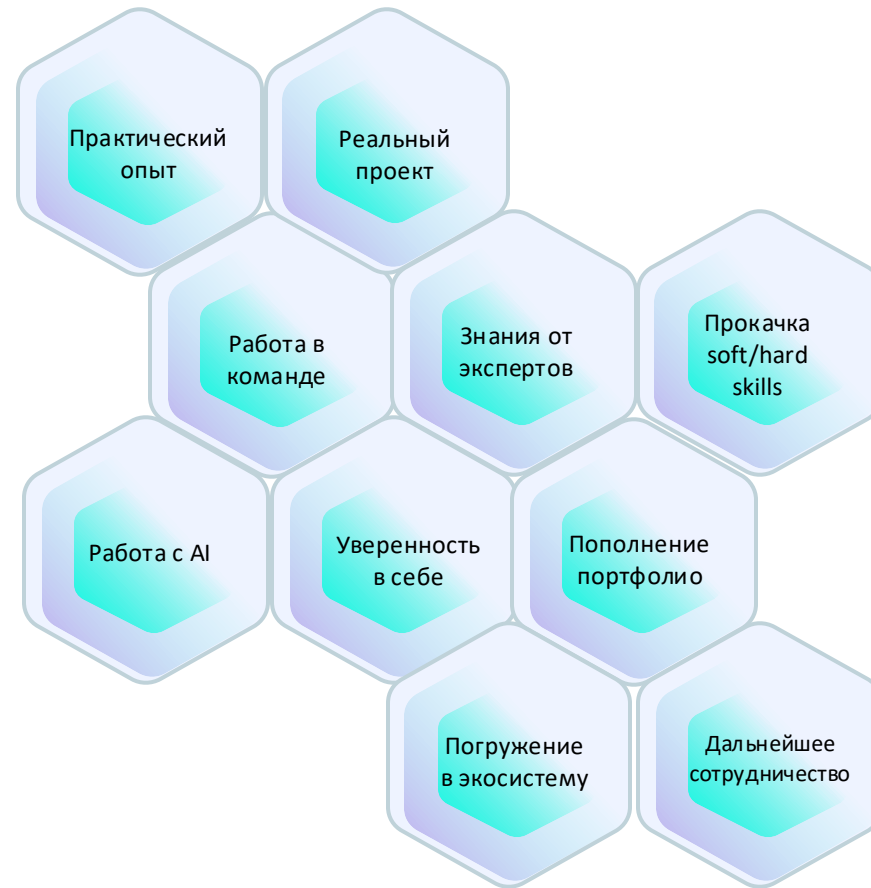 Практический
опыт
Реальный
проект
Работа в
команде
Знания от
экспертов
Прокачка
soft/hard
skills
Работа с AI
Уверенность
в себе
Пополнение
портфолио
Погружение
в экосистему
Дальнейшее
сотрудничество